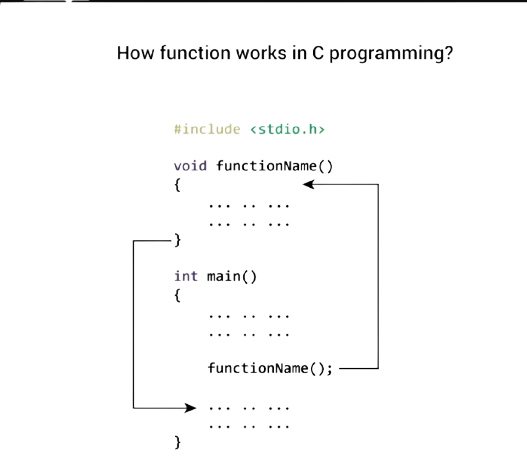 How function works in C programming?
#include <stdio.h>
void functionName()
{
... .. ...
... .. ...
}
int main()
{
... .. ...
... .. ...
functionName();
... .. ...
... .. ...
}